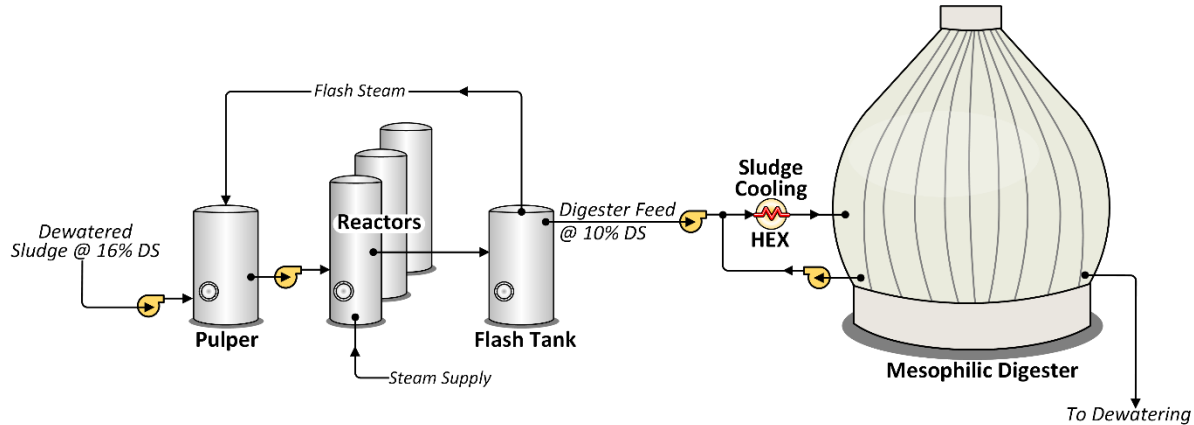 Flash Steam
Dewatered
Sludge @ 16% DS
Pulper
Reactors
Steam Supply
Flash Tank
Digester Feed
@ 10% DS
Sludge
Cooling
HEX
Mesophilic Digester
To Dewatering